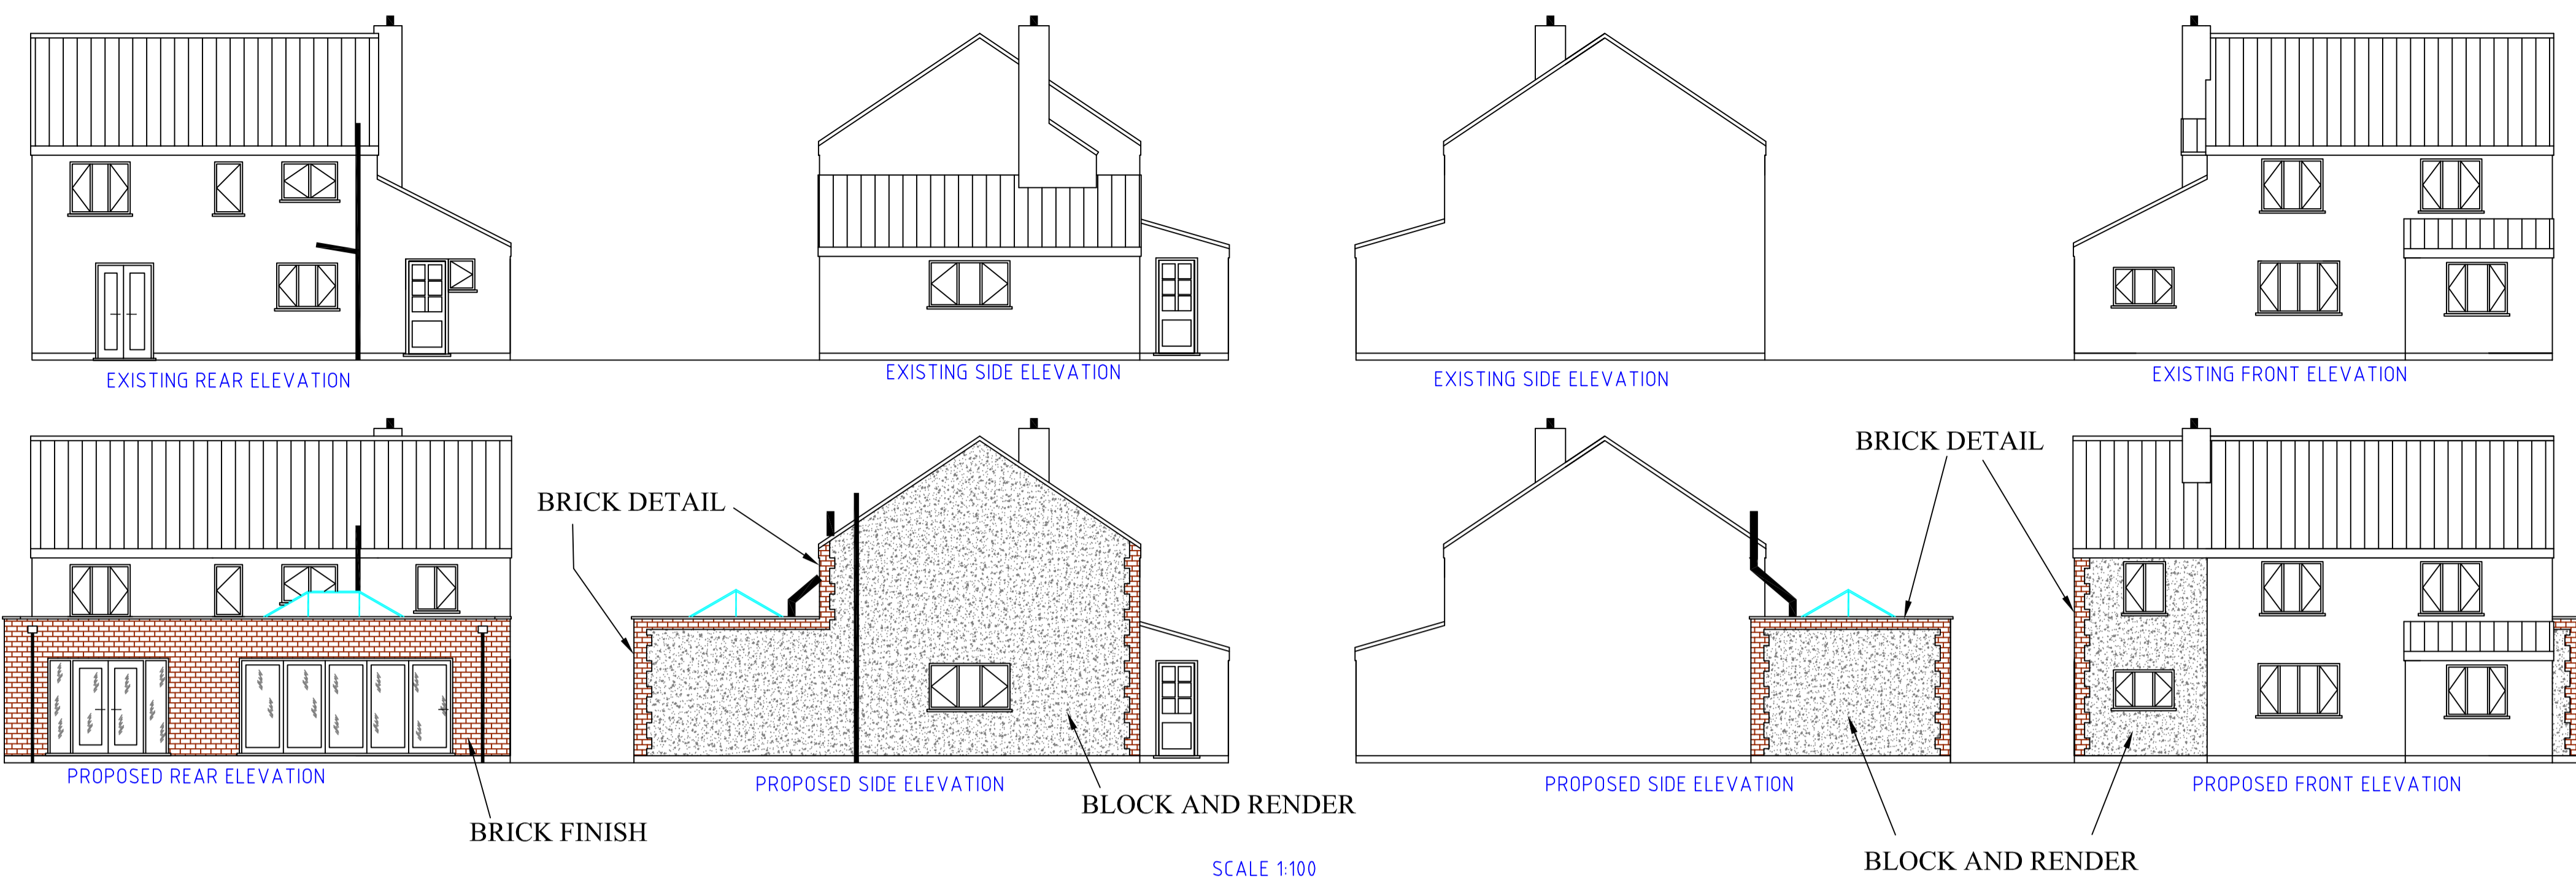 EXISTING REAR ELEVATION
EXISTING SIDE ELEVATION
EXISTING SIDE ELEVATION
EXISTING FRONT ELEVATION
BRICK DETAIL
BRICK DETAIL
PROPOSED REAR ELEVATION
PROPOSED SIDE ELEVATION
PROPOSED SIDE ELEVATION
PROPOSED FRONT ELEVATION
BLOCK AND RENDER
BRICK FINISH
BLOCK AND RENDER
SCALE 1:100